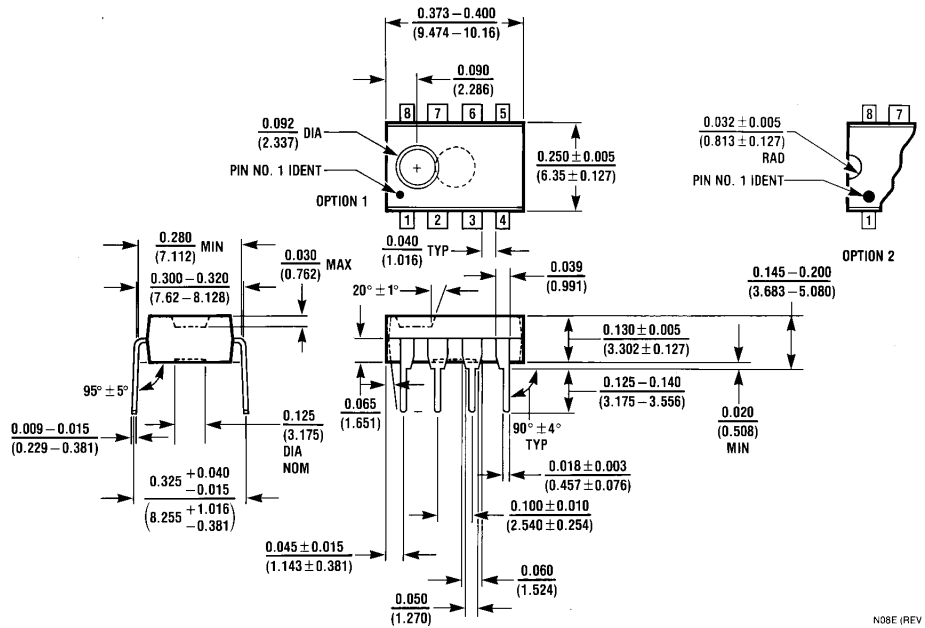 0.373–0.400
(9.474–10.16)
0.090
(2.286)
8 7 6 5
0.092 DIA
(2.337)
PIN NO. 1 IDENT
OPTION 1
0.250 ± 0.005
(6.35 ± 0.127)
1 2 3 4
8 7
0.032 ± 0.005
(0.813 ± 0.127)
RAD
PIN NO. 1 IDENT
1
OPTION 2
0.280 MIN
(7.112)
0.300–0.320
(7.62–8.128)
0.030 MAX
(0.762)
0.040 TYP
(1.016)
0.039
(0.991)
20° ± 1°
0.145–0.200
(3.683–5.080)
0.130 ± 0.005
(3.302 ± 0.127)
0.125–0.140
(3.175–3.556)
0.020
(0.508)
MIN
95° ± 5°
0.009–0.015
(0.229–0.381)
0.125
(3.175)
DIA
NOM
0.065
(1.651)
90° ± 4°
TYP
0.018 ± 0.003
(0.457 ± 0.076)
0.325 +0.040
−0.015
(8.255 +1.016
−0.381)
0.100 ± 0.010
(2.540 ± 0.254)
0.045 ± 0.015
(1.143 ± 0.381)
0.060
(1.524)
0.050
(1.270)
N08E (REV